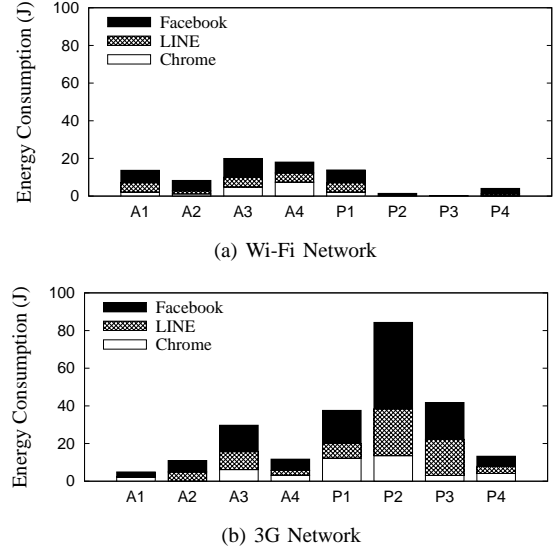 Energy Consumption (J)
100
80
60
40
20
0
Facebook
LINE
Chrome
A1 A2 A3 A4 P1 P2 P3 P4
(a) Wi-Fi Network
Energy Consumption (J)
100
80
60
40
20
0
Facebook
LINE
Chrome
A1 A2 A3 A4 P1 P2 P3 P4
(b) 3G Network